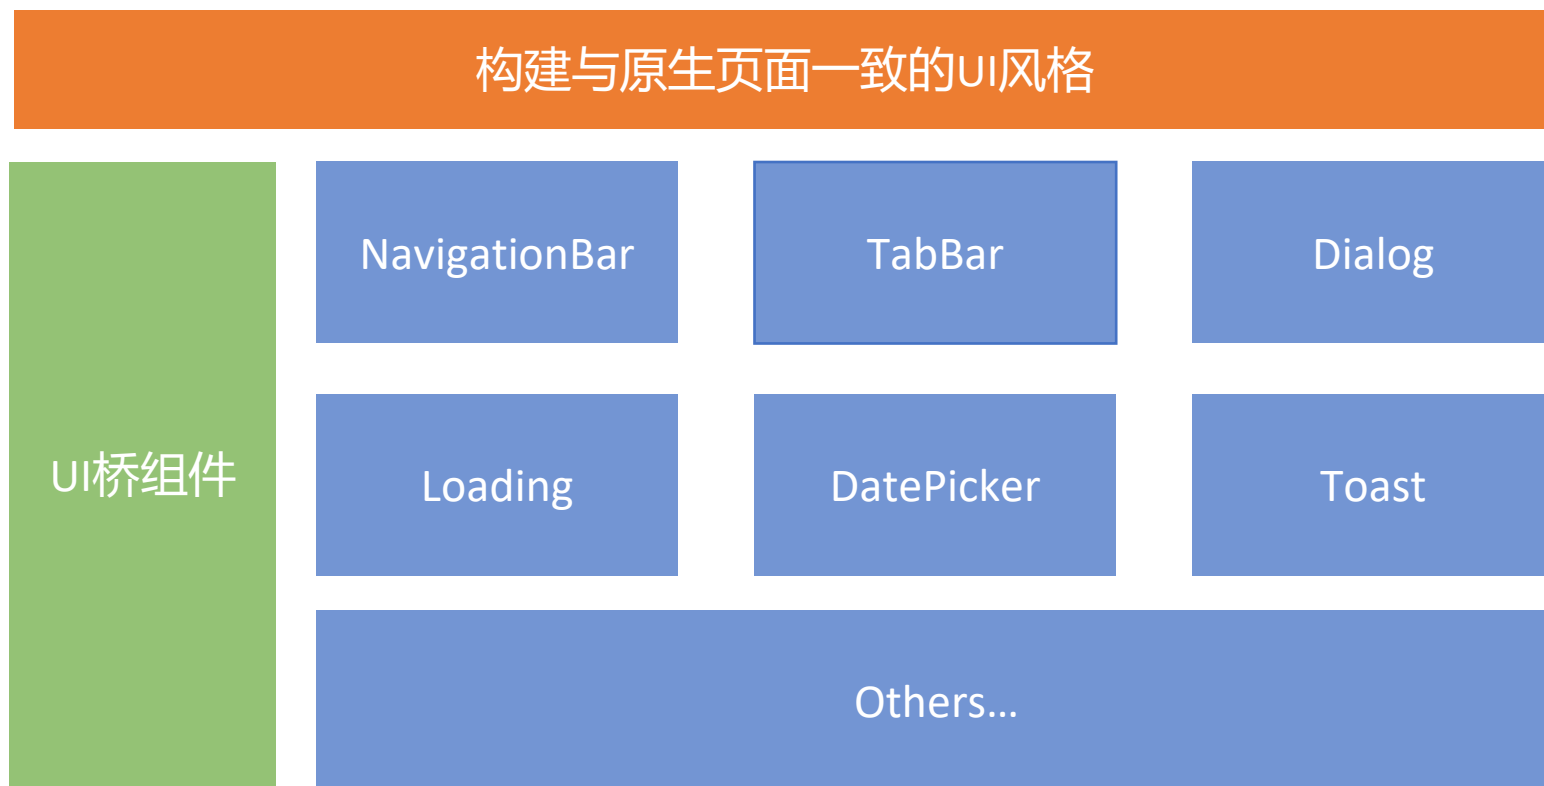 构建与原生页面一致的UI风格
NavigationBar
TabBar
Dialog
UI桥组件
Loading
DatePicker
Toast
Others...